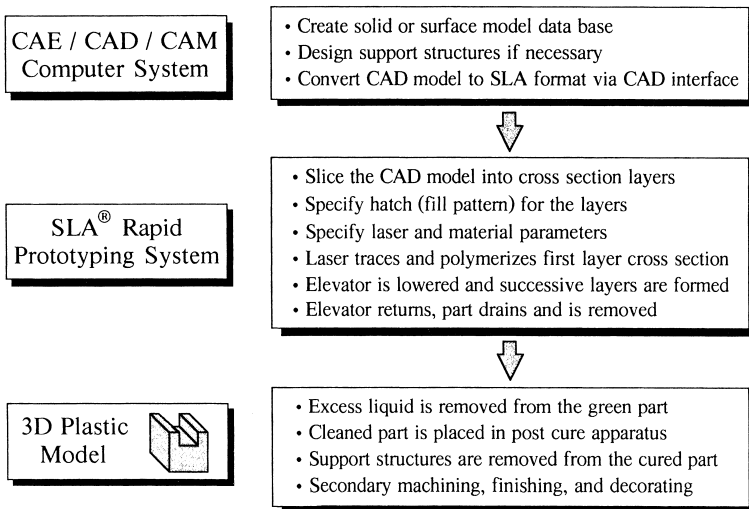 CAE / CAD / CAM
Computer System
• Create solid or surface model data base
• Design support structures if necessary
• Convert CAD model to SLA format via CAD interface
SLA® Rapid
Prototyping System
• Slice the CAD model into cross section layers
• Specify hatch (fill pattern) for the layers
• Specify laser and material parameters
• Laser traces and polymerizes first layer cross section
• Elevator is lowered and successive layers are formed
• Elevator returns, part drains and is removed
3D Plastic
Model
• Excess liquid is removed from the green part
• Cleaned part is placed in post cure apparatus
• Support structures are removed from the cured part
• Secondary machining, finishing, and decorating